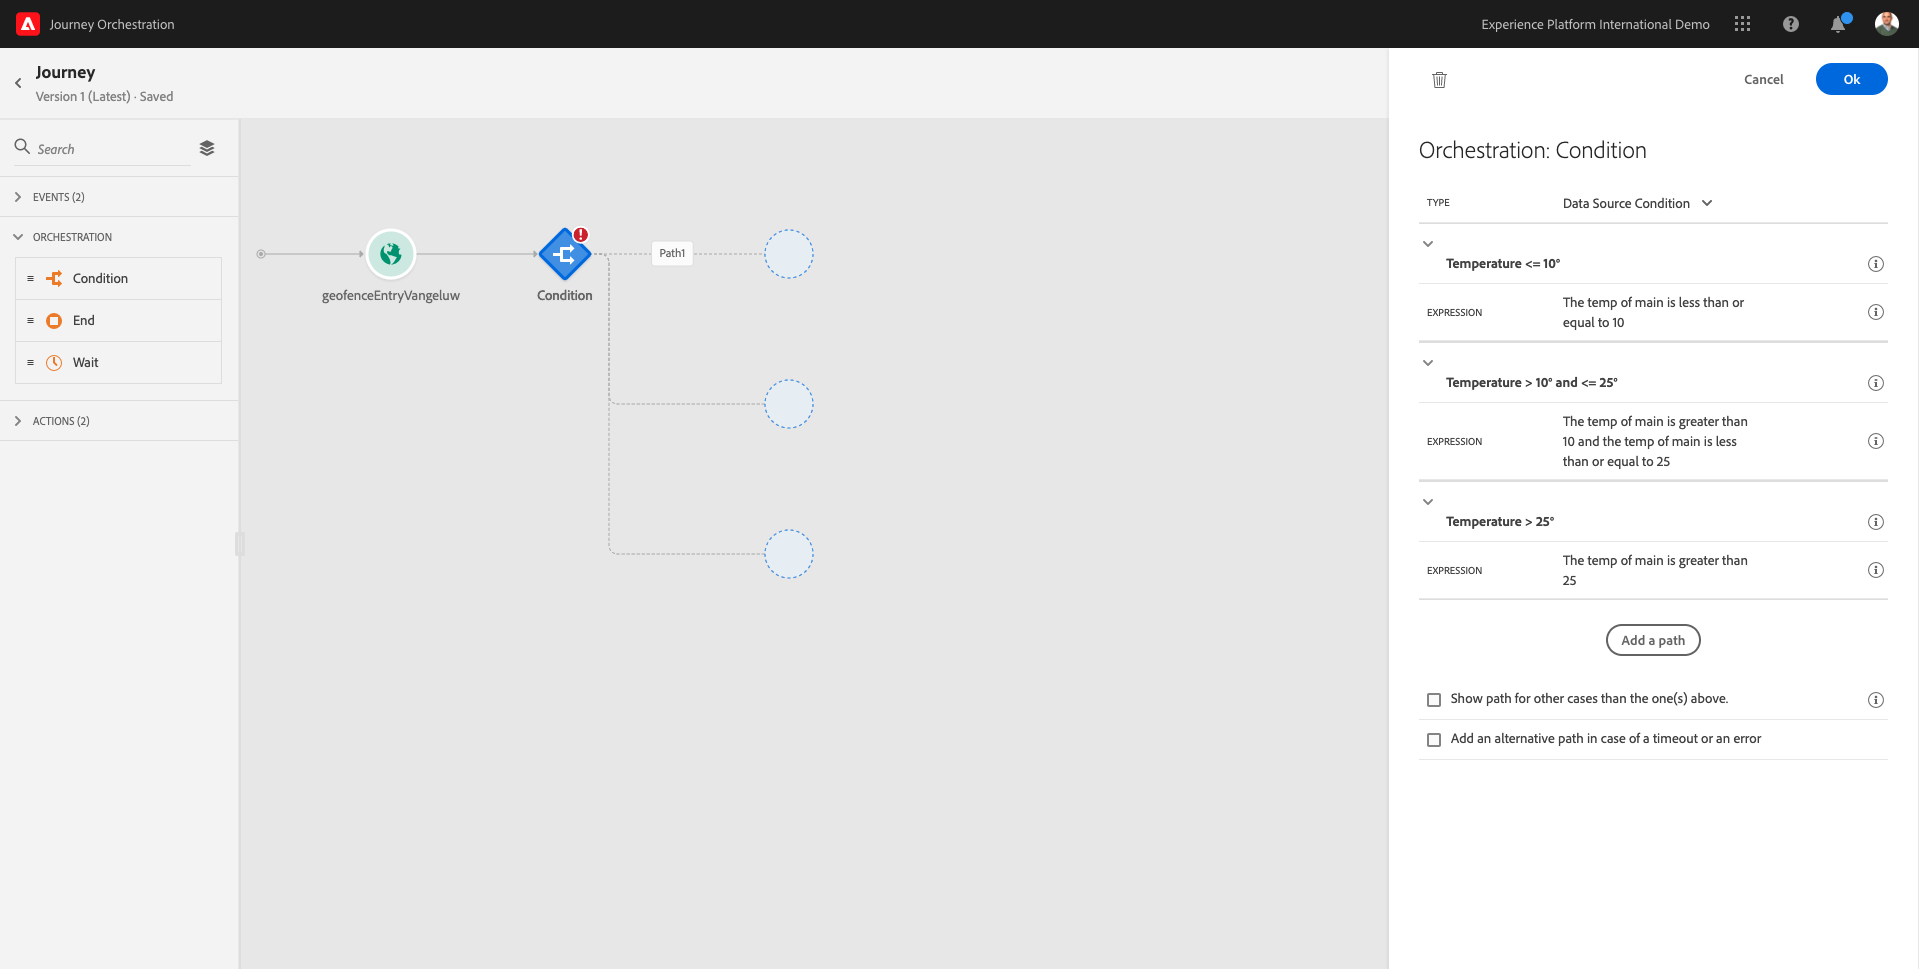 Journey Orchestration
Experience Platform International Demo
Journey
Version 1 (Latest) · Saved
Cancel
Ok
Search
EVENTS (2)
ORCHESTRATION
Condition
End
Wait
ACTIONS (2)
geofenceEntryVangeluw
Condition
Path1
Orchestration: Condition
TYPE
Data Source Condition
Temperature <= 10°
EXPRESSION
The temp of main is less than or
equal to 10
Temperature > 10° and <= 25°
EXPRESSION
The temp of main is greater than
10 and the temp of main is less
than or equal to 25
Temperature > 25°
EXPRESSION
The temp of main is greater than
25
Add a path
Show path for other cases than the one(s) above.
Add an alternative path in case of a timeout or an error